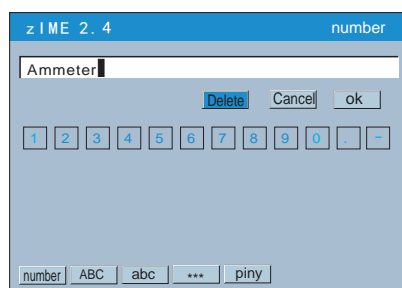 zIME 2.4 number
Ammeter
Delete Cancel ok
1 2 3 4 5 6 7 8 9 0 . -
number ABC abc *** piny